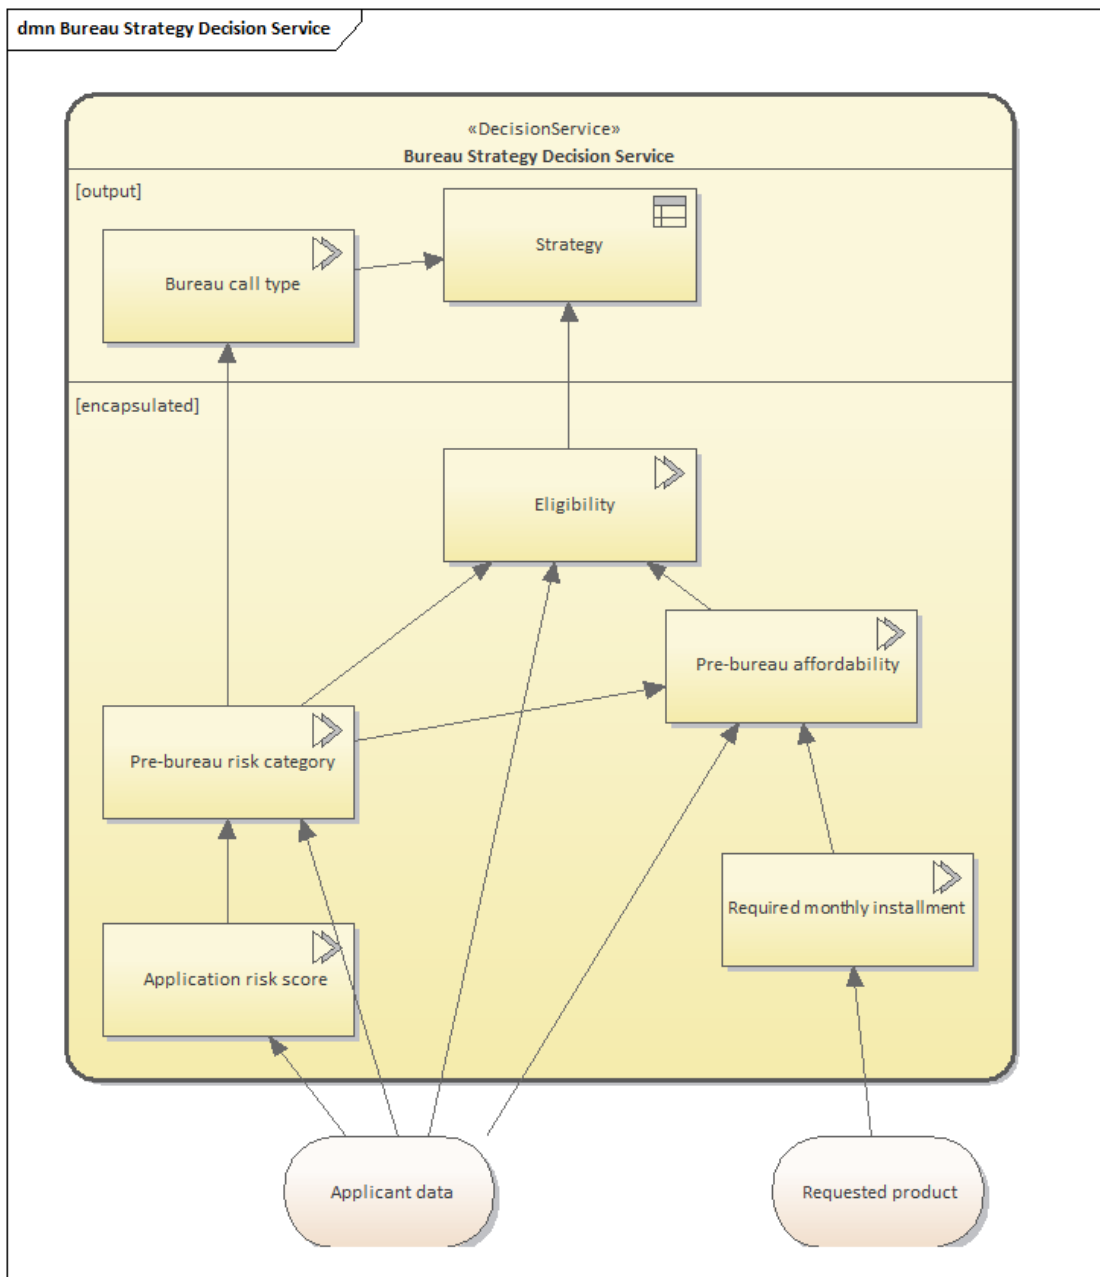 dmn Bureau Strategy Decision Service
«DecisionService»
Bureau Strategy Decision Service
[output]
Strategy
Bureau call type
[encapsulated]
Eligibility
Pre-bureau affordability
Pre-bureau risk category
Required monthly installment
Application risk score
Applicant data
Requested product